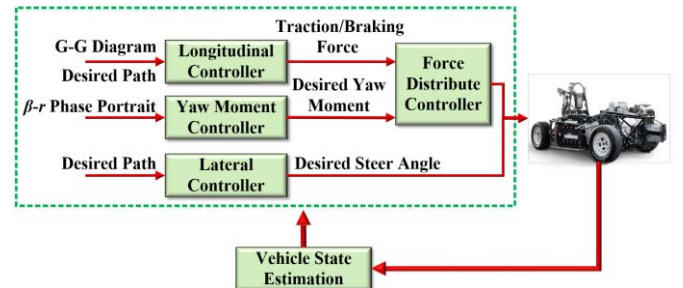 Traction/Braking
Force
G-G Diagram
Desired Path
Longitudinal
Controller
Force
Distribute
Controller
Desired Yaw
Moment
β-r Phase Portrait
Yaw Moment
Controller
Desired Path
Lateral
Controller
Desired Steer Angle
Vehicle State
Estimation